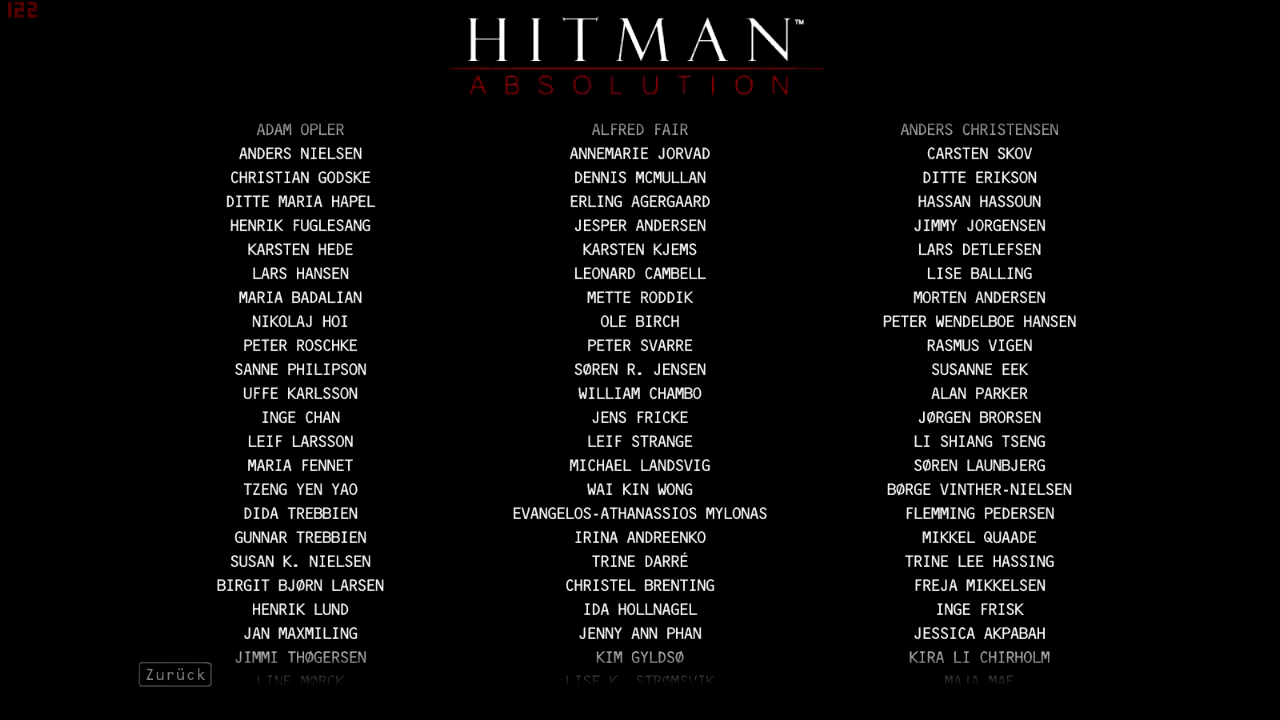 122
HITMAN™
ABSOLUTION
ADAM OPLER ALFRED FAIR ANDERS CHRISTENSEN
ANDERS NIELSEN ANNEMARIE JORVAD CARSTEN SKOV
CHRISTIAN GODSKE DENNIS MCMULLAN DITTE ERIKSON
DITTE MARIA HAPEL ERLING AGERGAARD HASSAN HASSOUN
HENRIK FUGLESANG JESPER ANDERSEN JIMMY JORGENSEN
KARSTEN HEDE KARSTEN KJEMS LARS DETLEFSEN
LARS HANSEN LEONARD CAMBELL LISE BALLING
MARIA BADALIAN METTE RODDIK MORTEN ANDERSEN
NIKOLAJ HOI OLE BIRCH PETER WENDELBOE HANSEN
PETER ROSCHKE PETER SVARRE RASMUS VIGEN
SANNE PHILIPSON SØREN R. JENSEN SUSANNE EEK
UFFE KARLSSON WILLIAM CHAMBO ALAN PARKER
INGE CHAN JENS FRICKE JØRGEN BRORSEN
LEIF LARSSON LEIF STRANGE LI SHIANG TSENG
MARIA FENNET MICHAEL LANDSVIG SØREN LAUNBJERG
TZENG YEN YAO WAI KIN WONG BØRGE VINTHER-NIELSEN
DIDA TREBBIEN EVANGELOS-ATHANASSIOS MYLONAS FLEMMING PEDERSEN
GUNNAR TREBBIEN IRINA ANDREENKO MIKKEL QUAADE
SUSAN K. NIELSEN TRINE DARRÉ TRINE LEE HASSING
BIRGIT BJØRN LARSEN CHRISTEL BRENTING FREJA MIKKELSEN
HENRIK LUND IDA HOLLNAGEL INGE FRISK
JAN MAXMILING JENNY ANN PHAN JESSICA AKPABAH
JIMMI THØGERSEN KIM GYLDSØ KIRA LI CHIRHOLM
Zurück
LINE MØRCK LISE K. STRØMSVIK MAJA MAE